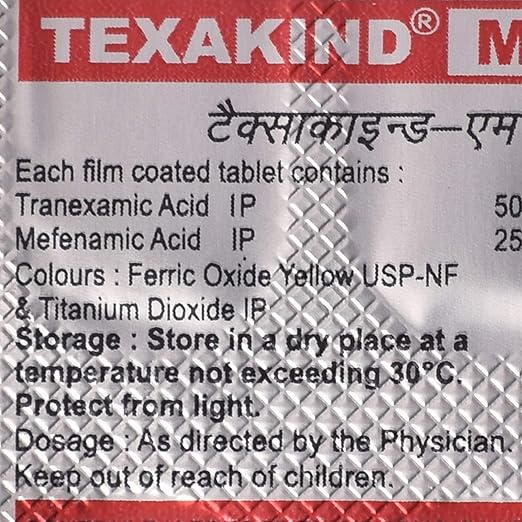 TEXAKIND® M
टैक्साकाइन्ड–एम
Each film coated tablet contains :
Tranexamic Acid IP 50
Mefenamic Acid IP 25
Colours : Ferric Oxide Yellow USP-NF
& Titanium Dioxide IP
Storage : Store in a dry place at a
temperature not exceeding 30°C.
Protect from light.
Dosage : As directed by the Physician.
Keep out of reach of children.